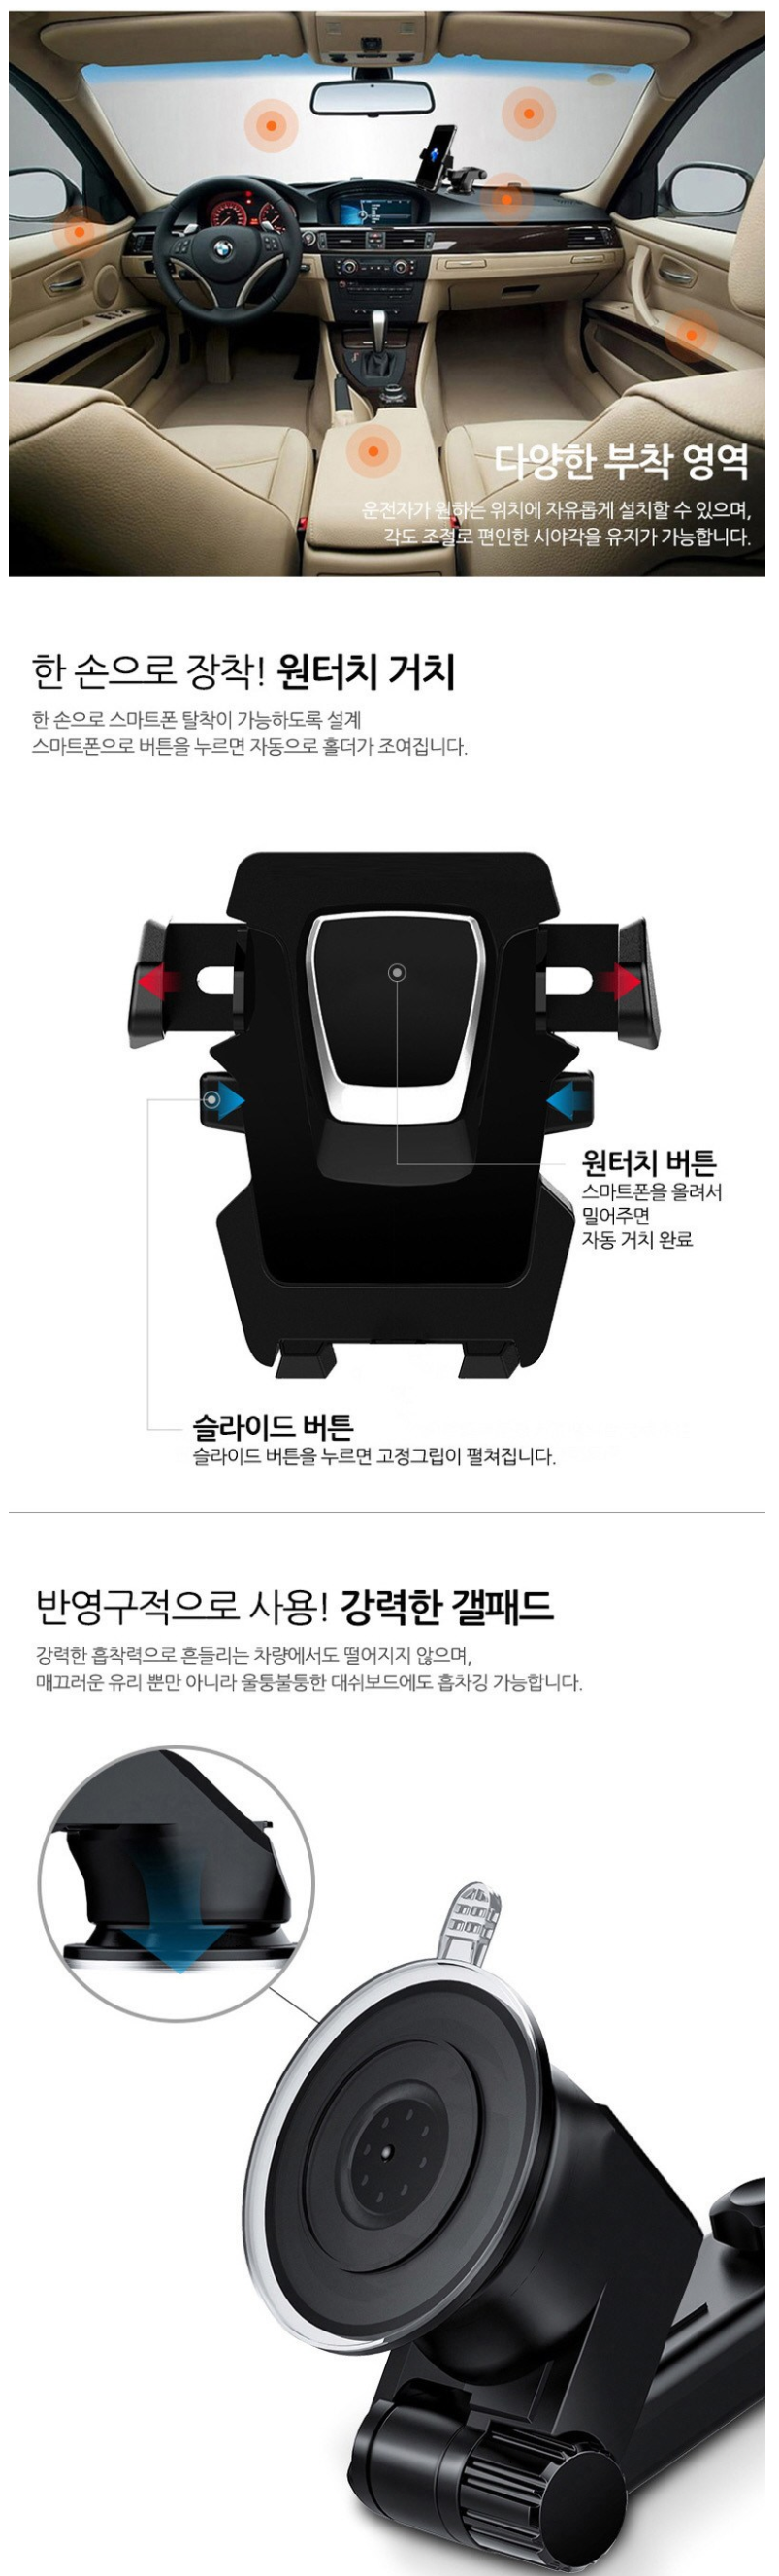 다양한 부착 영역
운전자가 원하는 위치에 자유롭게 설치할 수 있으며,
각도 조절로 편인한 시야각을 유지가 가능합니다.
한 손으로 장착! 원터치 거치
한 손으로 스마트폰 탈착이 가능하도록 설계
스마트폰으로 버튼을 누르면 자동으로 홀더가 조여집니다.
원터치 버튼
스마트폰을 올려서
밀어주면
자동 거치 완료
슬라이드 버튼
슬라이드 버튼을 누르면 고정그립이 펼쳐집니다.
반영구적으로 사용! 강력한 갤패드
강력한 흡착력으로 흔들리는 차량에서도 떨어지지 않으며,
매끄러운 유리 뿐만 아니라 울퉁불퉁한 대쉬보드에도 흡차깅 가능합니다.